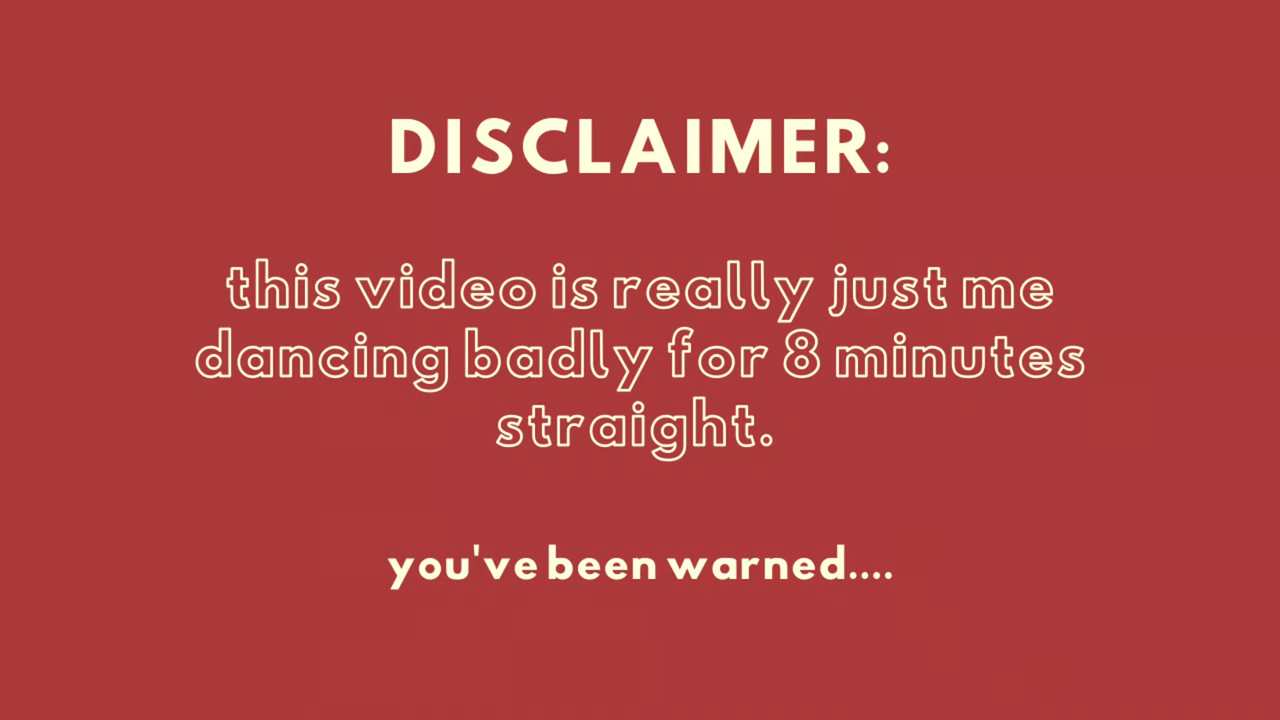 DISCLAIMER:
this video is really just me
dancing badly for 8 minutes
straight.
you've been warned....